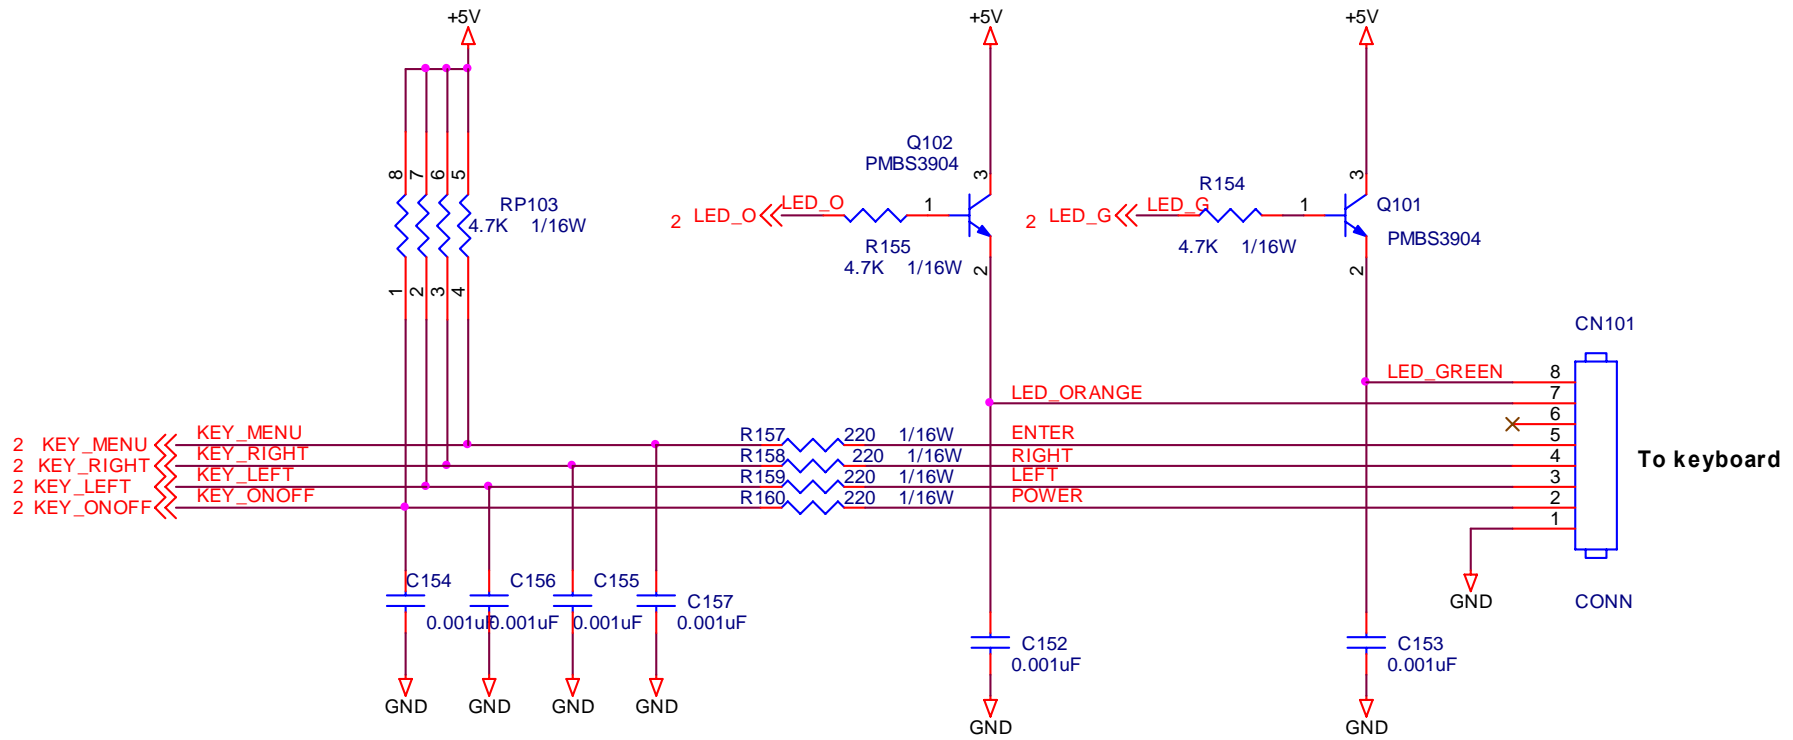 +5V
+5V
+5V
Q102
PMBS3904
8
7
6
5
3
3
R154
RP103
4.7K 1/16W
2 LED_O
LED_O
1
2 LED_G
LED_G
1
Q101
PMBS3904
R155
4.7K 1/16W
4.7K 1/16W
2
2
1
2
3
4
CN101
LED_GREEN
8
LED_ORANGE
7
6
2 KEY_MENU
KEY_MENU
R157
220 1/16W
ENTER
5
2 KEY_RIGHT
KEY_RIGHT
R158
220 1/16W
RIGHT
4
To keyboard
2 KEY_LEFT
KEY_LEFT
R159
220 1/16W
LEFT
3
2 KEY_ONOFF
KEY_ONOFF
R160
220 1/16W
POWER
2
1
C154
C156
C155
C157
0.001uF
0.001uF
0.001uF
0.001uF
GND
CONN
C152
0.001uF
C153
0.001uF
GND
GND
GND
GND
GND
GND